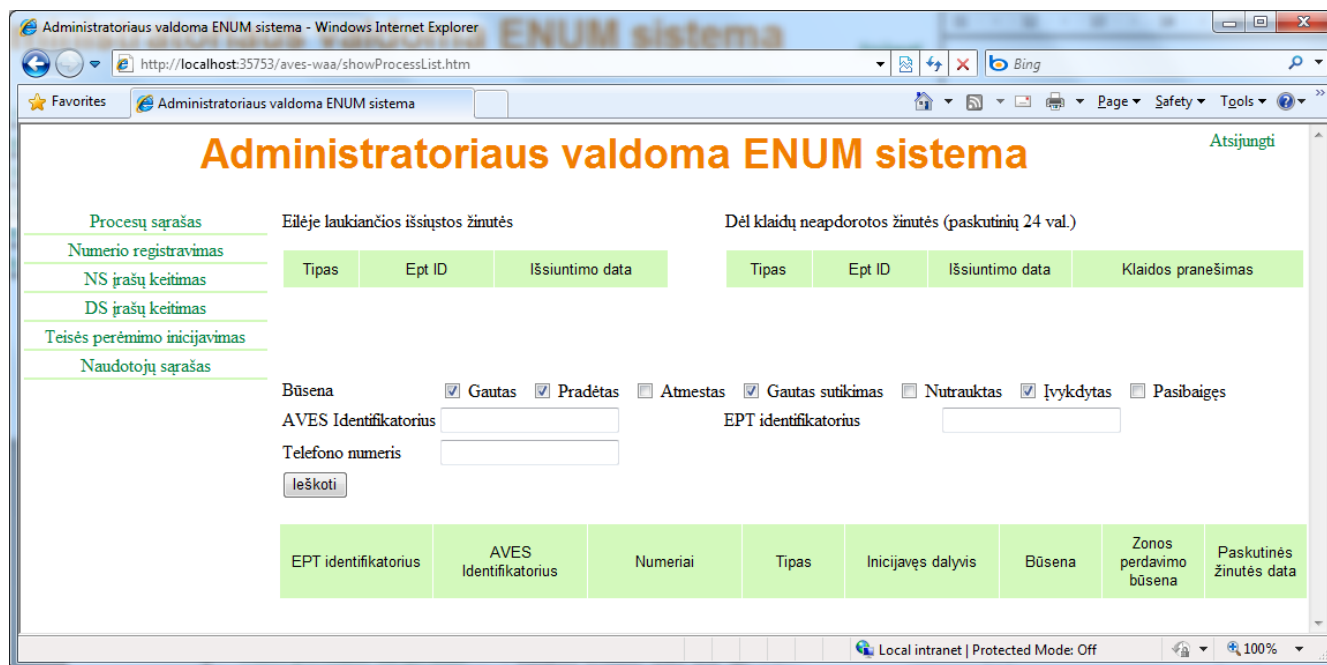 Administratoriaus valdoma ENUM sistema - Windows Internet Explorer
http://localhost:35753/aves-waa/showProcessList.htm
Bing
Favorites
Administratoriaus valdoma ENUM sistema
Page Safety Tools
Administratoriaus valdoma ENUM sistema
Atsijungti
Procesų sąrašas
Numerio registravimas
NS įrašų keitimas
DS įrašų keitimas
Teisės perėmimo inicijavimas
Naudotojų sąrašas
Eilėje laukiančios išsiųstos žinutės
Tipas Ept ID Išsiuntimo data
Dėl klaidų neapdorotos žinutės (paskutinių 24 val.)
Tipas Ept ID Išsiuntimo data Klaidos pranešimas
Būsena Gautas Pradėtas Atmestas Gautas sutikimas Nutrauktas Įvykdytas Pasibaigęs
AVES Identifikatorius EPT identifikatorius
Telefono numeris
Ieškoti
EPT identifikatorius AVES Identifikatorius Numeriai Tipas Inicijavęs dalyvis Būsena Zonos perdavimo būsena Paskutinės žinutės data
Local intranet | Protected Mode: Off 100%